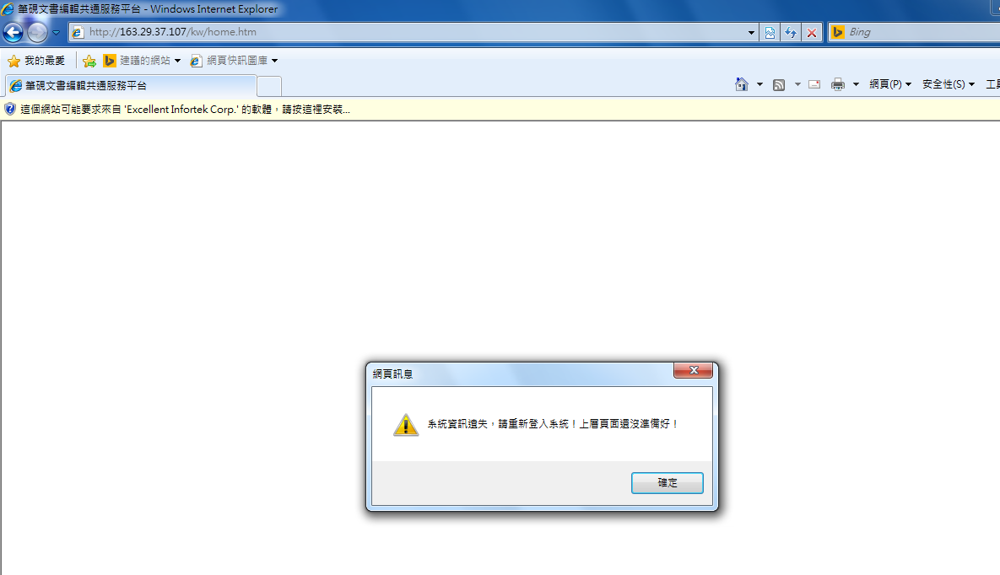 筆硯文書編輯共通服務平台 - Windows Internet Explorer
http://163.29.37.107/kw/home.htm
Bing
我的最愛 建議的網站 網頁快訊圖庫
筆硯文書編輯共通服務平台
網頁(P) 安全性(S) 工具
這個網站可能要求來自 'Excellent Infortek Corp.' 的軟體，請按這裡安裝...
網頁訊息
系統資訊遺失，請重新登入系統！上層頁面還沒準備好！
確定